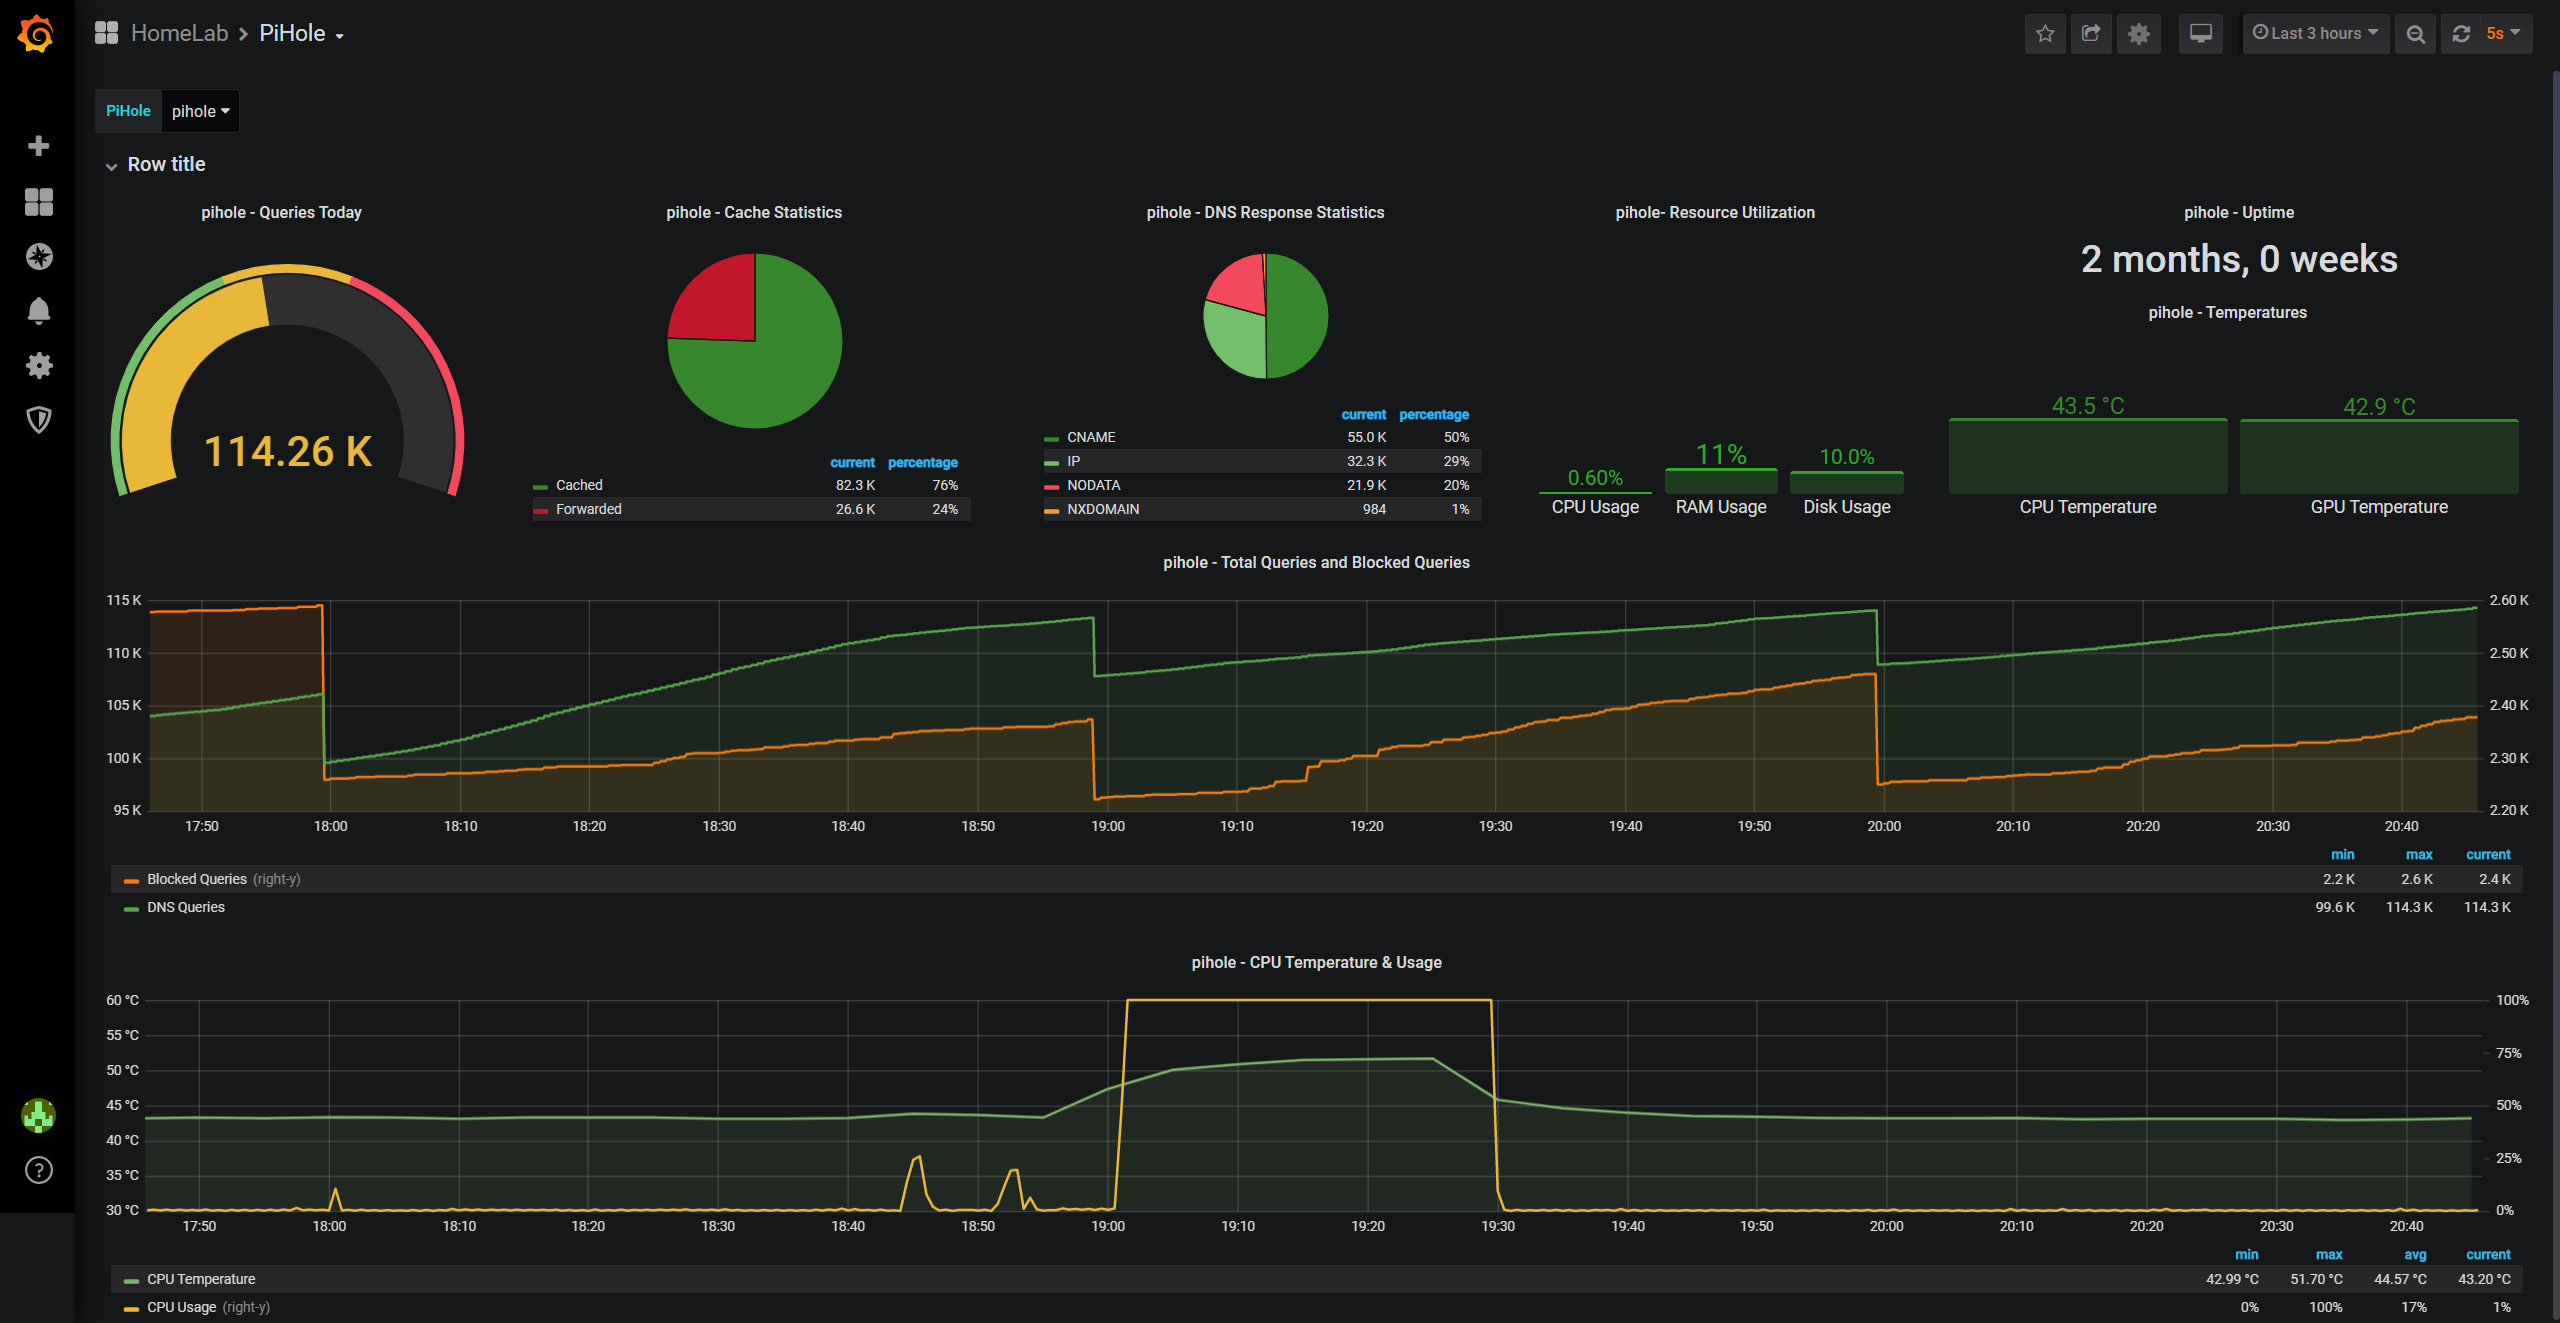 HomeLab > PiHole
Last 3 hours
5s
PiHole pihole
Row title
pihole - Queries Today
114.26 K
pihole - Cache Statistics
current percentage
Cached 82.3 K 76%
Forwarded 26.6 K 24%
pihole - DNS Response Statistics
current percentage
CNAME 55.0 K 50%
IP 32.3 K 29%
NODATA 21.9 K 20%
NXDOMAIN 984 1%
pihole- Resource Utilization
0.60% 11% 10.0%
CPU Usage RAM Usage Disk Usage
pihole - Uptime
2 months, 0 weeks
pihole - Temperatures
43.5 °C 42.9 °C
CPU Temperature GPU Temperature
pihole - Total Queries and Blocked Queries
115 K 2.60 K
110 K 2.50 K
105 K 2.40 K
100 K 2.30 K
95 K 2.20 K
17:50 18:00 18:10 18:20 18:30 18:40 18:50 19:00 19:10 19:20 19:30 19:40 19:50 20:00 20:10 20:20 20:30 20:40
min max current
Blocked Queries (right-y) 2.2 K 2.6 K 2.4 K
DNS Queries 99.6 K 114.3 K 114.3 K
pihole - CPU Temperature & Usage
60 °C 100%
55 °C
50 °C 75%
45 °C 50%
40 °C
35 °C 25%
30 °C 0%
17:50 18:00 18:10 18:20 18:30 18:40 18:50 19:00 19:10 19:20 19:30 19:40 19:50 20:00 20:10 20:20 20:30 20:40
min max avg current
CPU Temperature 42.99 °C 51.70 °C 44.57 °C 43.20 °C
CPU Usage (right-y) 0% 100% 17% 1%